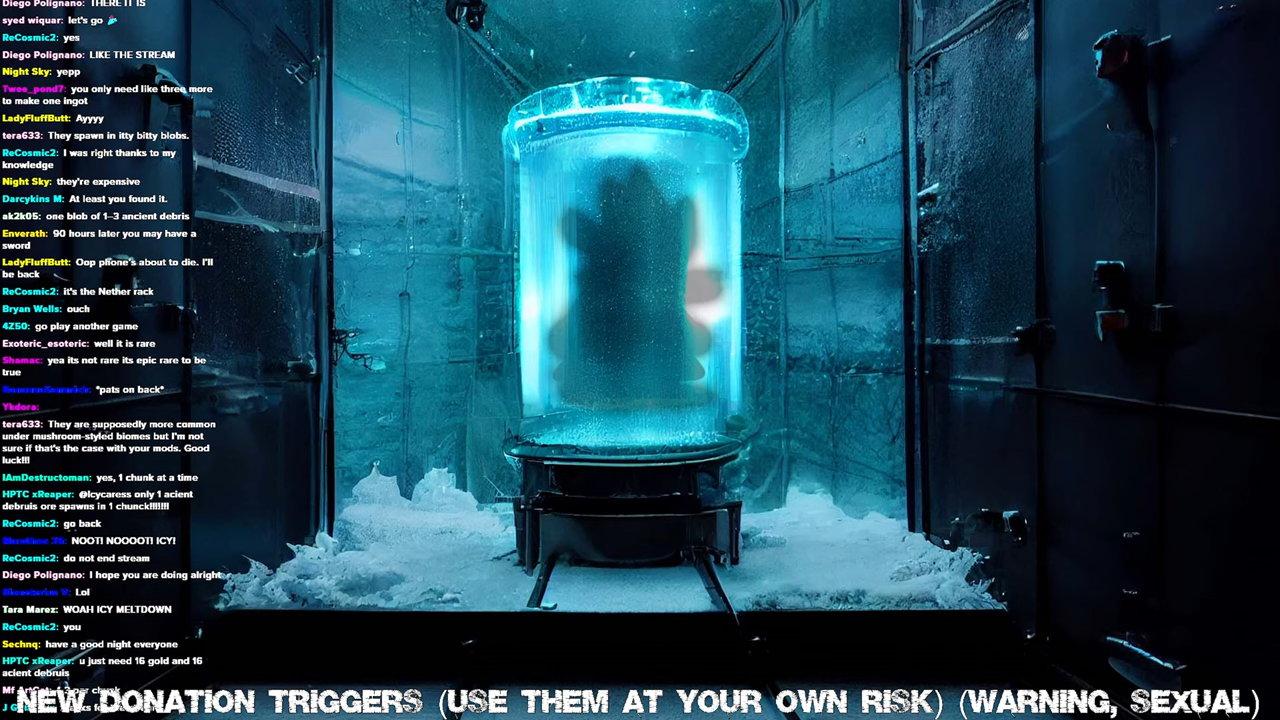 Diego Polignano: THERE IT IS
syed wiquar: let's go 🎉
ReCosmic2: yes
Diego Polignano: LIKE THE STREAM
Night Sky: yepp
Twee_pond7: you only need like three more
to make one ingot
LadyFluffButt: Ayyyy
tera633: They spawn in itty bitty blobs.
ReCosmic2: I was right thanks to my
knowledge
Night Sky: they're expensive
Darcykins M: At least you found it.
ak2k05: one blob of 1–3 ancient debris
Enverath: 90 hours later you may have a
sword
LadyFluffButt: Oop phone's about to die. I'll
be back
ReCosmic2: it's the Nether rack
Bryan Wells: ouch
4Z50: go play another game
Exoteric_esoteric: well it is rare
Shamac: yea its not rare its epic rare to be
true
*pats on back*
Ykdora:
tera633: They are supposedly more common
under mushroom-styled biomes but I'm not
sure if that's the case with your mods. Good
luck!!!
IAmDestructoman: yes, 1 chunk at a time
HPTC xReaper: @Icycaress only 1 acient
debruis ore spawns in 1 chunck!!!!!!!
ReCosmic2: go back
NOOT! NOOOOT! ICY!
ReCosmic2: do not end stream
Diego Polignano: I hope you are doing alright
Lol
Tara Marez: WOAH ICY MELTDOWN
ReCosmic2: you
Sechnq: have a good night everyone
HPTC xReaper: u just need 16 gold and 16
acient debruis
NEW DONATION TRIGGERS (USE THEM AT YOUR OWN RISK) (WARNING, SEXUAL)